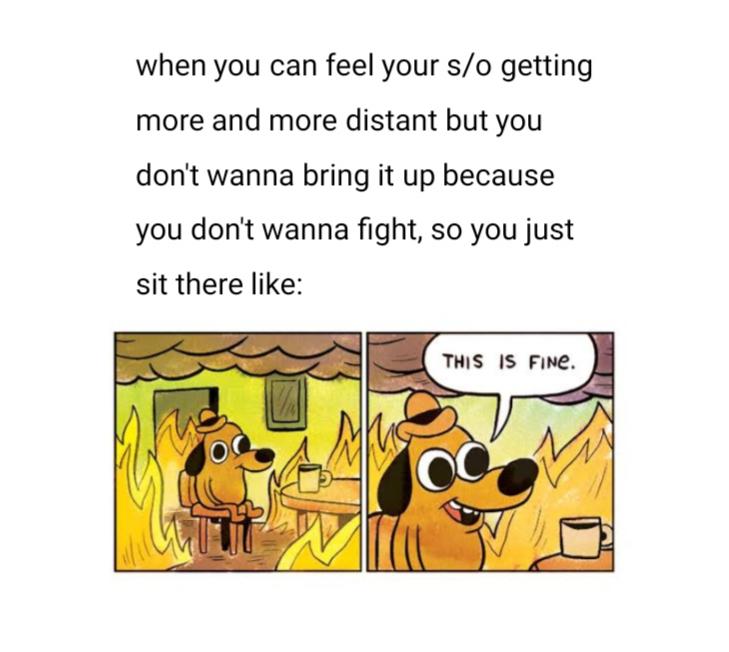 when you can feel your s/o getting
more and more distant but you
don't wanna bring it up because
you don't wanna fight, so you just
sit there like:
THIS IS FINE.